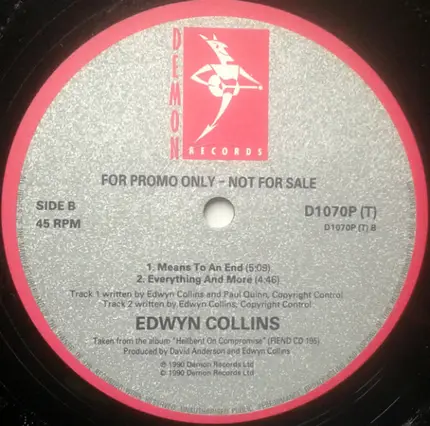 DEMON
RECORDS
FOR PROMO ONLY – NOT FOR SALE
SIDE B
45 RPM
D1070P (T)
D1070P (T) B
1. Means To An End (5:09)
2. Everything And More (4:46)
Track 1 written by Edwyn Collins and Paul Quinn, Copyright Control
Track 2 written by Edwyn Collins, Copyright Control
EDWYN COLLINS
Taken from the album "Hellbent On Compromise" (FIEND CD 195)
Produced by David Anderson and Edwyn Collins
℗ 1990 Demon Records Ltd
© 1990 Demon Records Ltd